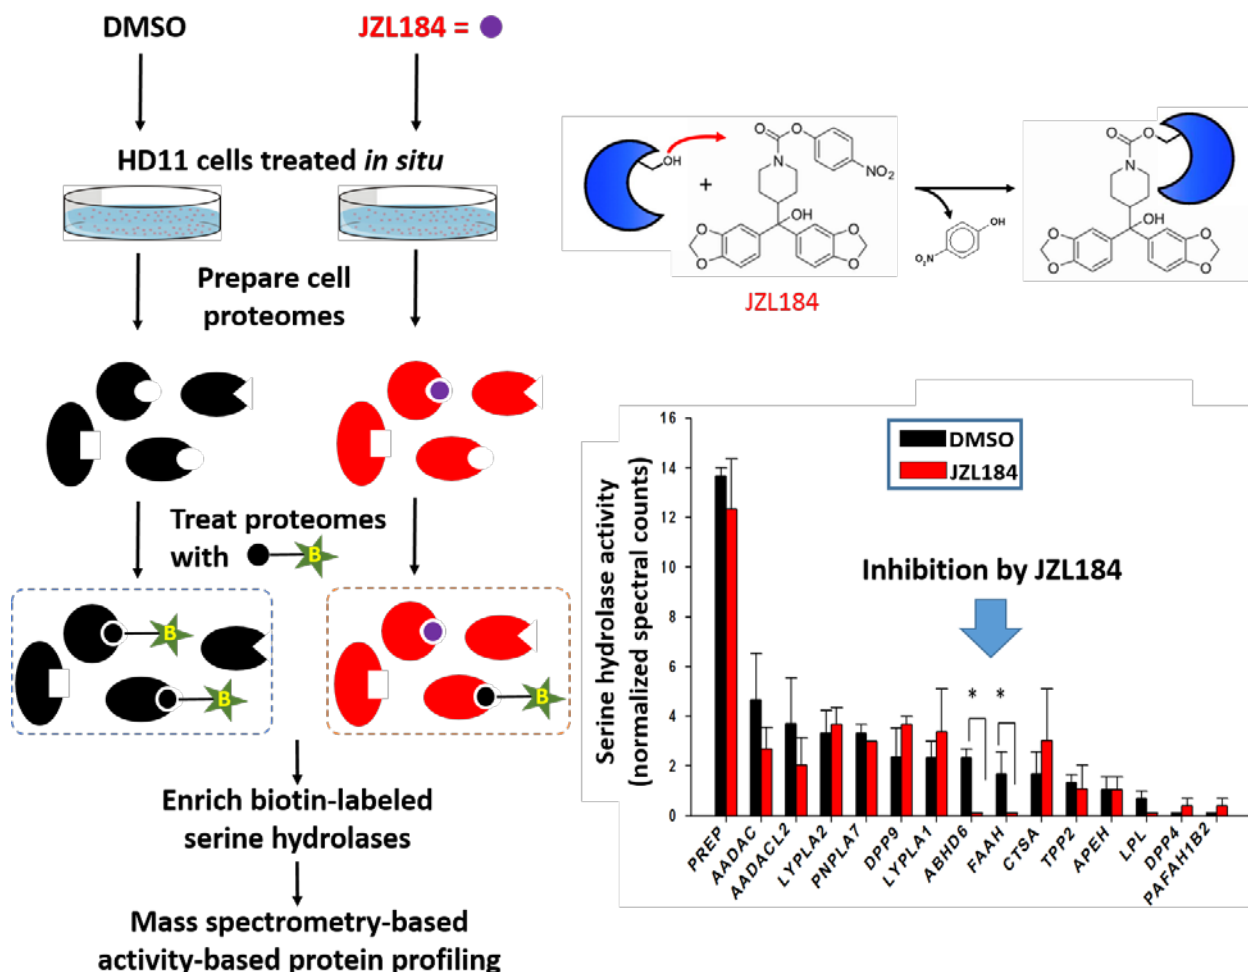 DMSO
JZL184 =
HD11 cells treated in situ
Prepare cell
proteomes
Treat proteomes
with
B
B
B
B
Enrich biotin-labeled
serine hydrolases
Mass spectrometry-based
activity-based protein profiling
OH
+
O
O
N
NO2
OH
O
O
O
O
JZL184
OH
O2N
O
O
N
OH
O
O
O
O
Serine hydrolase activity
(normalized spectral counts)
16
14
12
10
8
6
4
2
0
DMSO
JZL184
Inhibition by JZL184
*
*
PREP
AADAC
AADACL2
LYPLA2
PNPLA7
DPP9
LYPLA1
ABHD6
FAAH
CTSA
TPP2
APEH
LPL
DPP4
PAFAH1B2